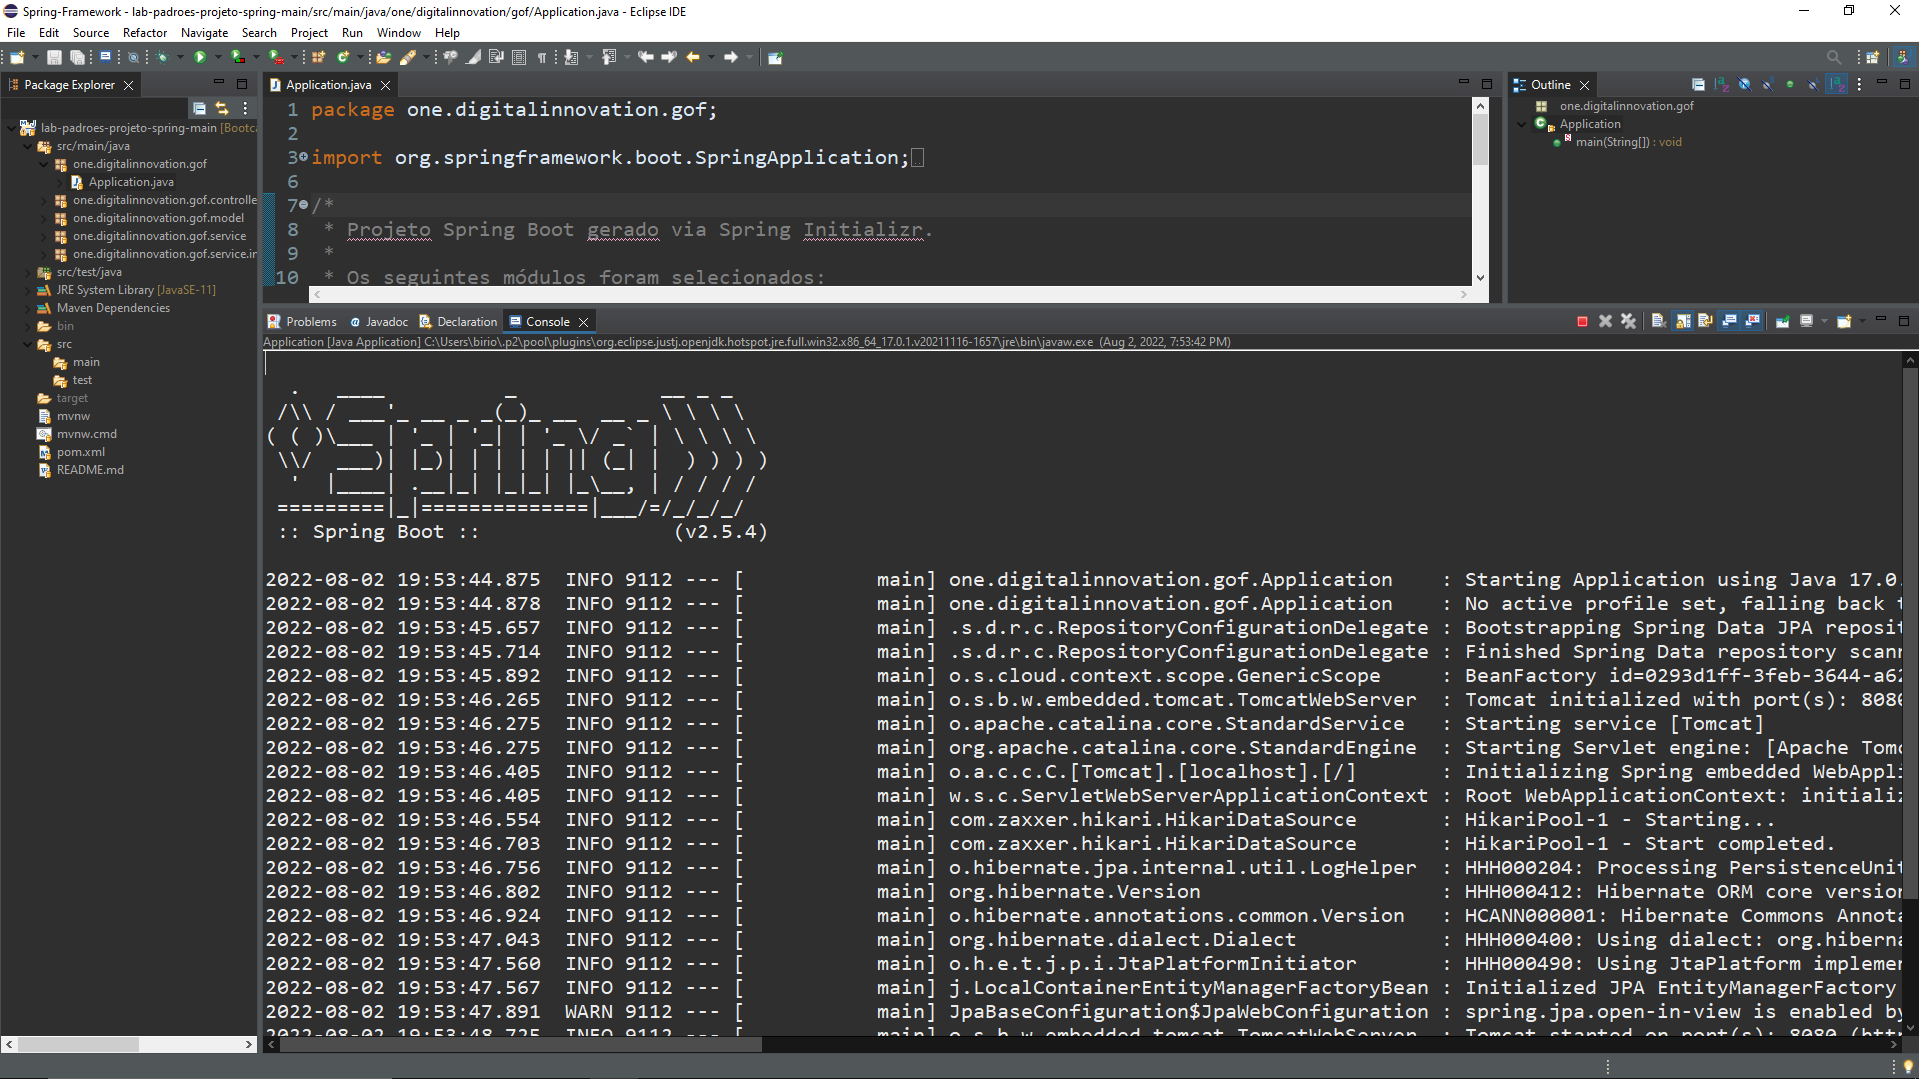 Spring-Framework - lab-padroes-projeto-spring-main/src/main/java/one/digitalinnovation/gof/Application.java - Eclipse IDE
File Edit Source Refactor Navigate Search Project Run Window Help
Package Explorer
lab-padroes-projeto-spring-main [Bootca
src/main/java
one.digitalinnovation.gof
Application.java
one.digitalinnovation.gof.controlle
one.digitalinnovation.gof.model
one.digitalinnovation.gof.service
one.digitalinnovation.gof.service.in
src/test/java
JRE System Library [JavaSE-11]
Maven Dependencies
bin
src
main
test
target
mvnw
mvnw.cmd
pom.xml
README.md
Application.java
1 package one.digitalinnovation.gof;
2
3 import org.springframework.boot.SpringApplication;
6
7 /*
8 * Projeto Spring Boot gerado via Spring Initializr.
9 *
10 * Os seguintes módulos foram selecionados:
Outline
one.digitalinnovation.gof
Application
main(String[]) : void
Problems Javadoc Declaration Console
Application [Java Application] C:\Users\birio\.p2\pool\plugins\org.eclipse.justj.openjdk.hotspot.jre.full.win32.x86_64_17.0.1.v20211116-1657\jre\bin\javaw.exe (Aug 2, 2022, 7:53:42 PM)
Spring
:: Spring Boot :: (v2.5.4)
2022-08-02 19:53:44.875 INFO 9112 --- [ main] one.digitalinnovation.gof.Application : Starting Application using Java 17.0.
2022-08-02 19:53:44.878 INFO 9112 --- [ main] one.digitalinnovation.gof.Application : No active profile set, falling back t
2022-08-02 19:53:45.657 INFO 9112 --- [ main] .s.d.r.c.RepositoryConfigurationDelegate : Bootstrapping Spring Data JPA reposit
2022-08-02 19:53:45.714 INFO 9112 --- [ main] .s.d.r.c.RepositoryConfigurationDelegate : Finished Spring Data repository scann
2022-08-02 19:53:45.892 INFO 9112 --- [ main] o.s.cloud.context.scope.GenericScope : BeanFactory id=0293d1ff-3feb-3644-a62
2022-08-02 19:53:46.265 INFO 9112 --- [ main] o.s.b.w.embedded.tomcat.TomcatWebServer : Tomcat initialized with port(s): 8080
2022-08-02 19:53:46.275 INFO 9112 --- [ main] o.apache.catalina.core.StandardService : Starting service [Tomcat]
2022-08-02 19:53:46.275 INFO 9112 --- [ main] org.apache.catalina.core.StandardEngine : Starting Servlet engine: [Apache Tomc
2022-08-02 19:53:46.405 INFO 9112 --- [ main] o.a.c.c.C.[Tomcat].[localhost].[/] : Initializing Spring embedded WebAppli
2022-08-02 19:53:46.405 INFO 9112 --- [ main] w.s.c.ServletWebServerApplicationContext : Root WebApplicationContext: initializ
2022-08-02 19:53:46.554 INFO 9112 --- [ main] com.zaxxer.hikari.HikariDataSource : HikariPool-1 - Starting...
2022-08-02 19:53:46.703 INFO 9112 --- [ main] com.zaxxer.hikari.HikariDataSource : HikariPool-1 - Start completed.
2022-08-02 19:53:46.756 INFO 9112 --- [ main] o.hibernate.jpa.internal.util.LogHelper : HHH000204: Processing PersistenceUnit
2022-08-02 19:53:46.802 INFO 9112 --- [ main] org.hibernate.Version : HHH000412: Hibernate ORM core version
2022-08-02 19:53:46.924 INFO 9112 --- [ main] o.hibernate.annotations.common.Version : HCANN000001: Hibernate Commons Annota
2022-08-02 19:53:47.043 INFO 9112 --- [ main] org.hibernate.dialect.Dialect : HHH000400: Using dialect: org.hiberna
2022-08-02 19:53:47.560 INFO 9112 --- [ main] o.h.e.t.j.p.i.JtaPlatformInitiator : HHH000490: Using JtaPlatform implemen
2022-08-02 19:53:47.567 INFO 9112 --- [ main] j.LocalContainerEntityManagerFactoryBean : Initialized JPA EntityManagerFactory
2022-08-02 19:53:47.891 WARN 9112 --- [ main] JpaBaseConfiguration$JpaWebConfiguration : spring.jpa.open-in-view is enabled by
2022-08-02 19:53:48.725 INFO 9112 --- [ main] o.s.b.w.embedded.tomcat.TomcatWebServer : Tomcat started on port(s): 8080 (htt